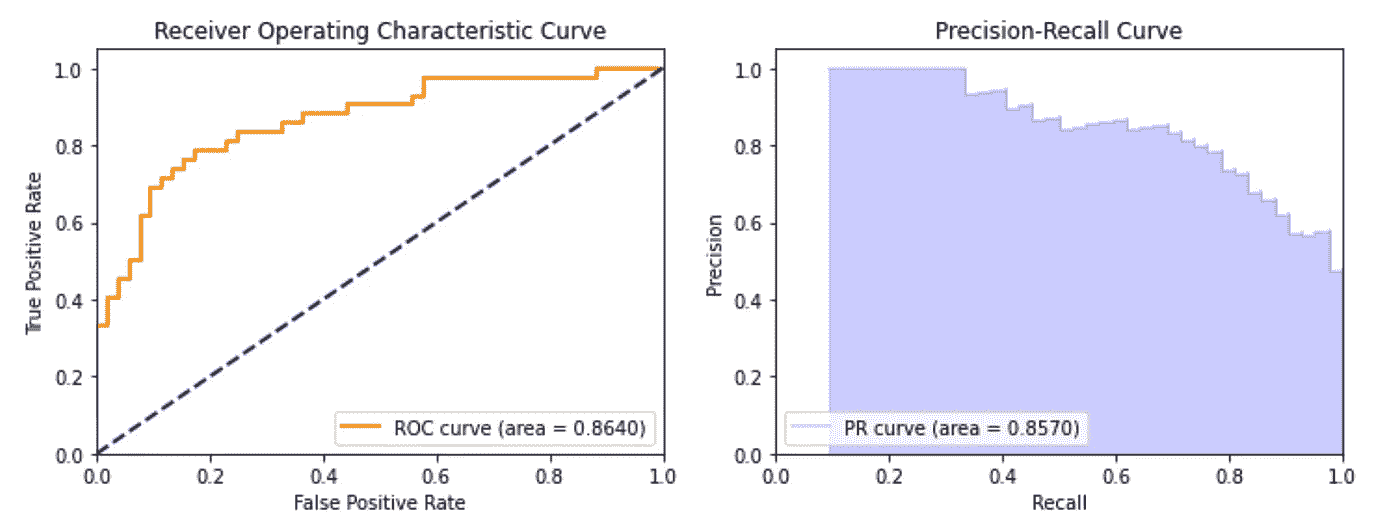 Receiver Operating Characteristic Curve
1.0
0.8
0.6
0.4
0.2
0.0
True Positive Rate
ROC curve (area = 0.8640)
0.0 0.2 0.4 0.6 0.8 1.0
False Positive Rate
Precision-Recall Curve
1.0
0.8
0.6
0.4
0.2
0.0
Precision
PR curve (area = 0.8570)
0.0 0.2 0.4 0.6 0.8 1.0
Recall